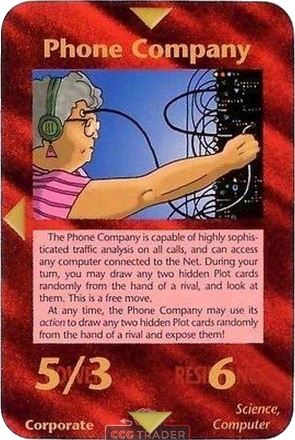 Phone Company
The Phone Company is capable of highly sophis-
ticated traffic analysis on all calls, and can access
any computer connected to the Net. During your
turn, you may draw any two hidden Plot cards
randomly from the hand of a rival, and look at
them. This is a free move.
At any time, the Phone Company may use its
action to draw any two hidden Plot cards randomly
from the hand of a rival and expose them!
5/3
6
Science,
Corporate
Computer
CCGTRADER